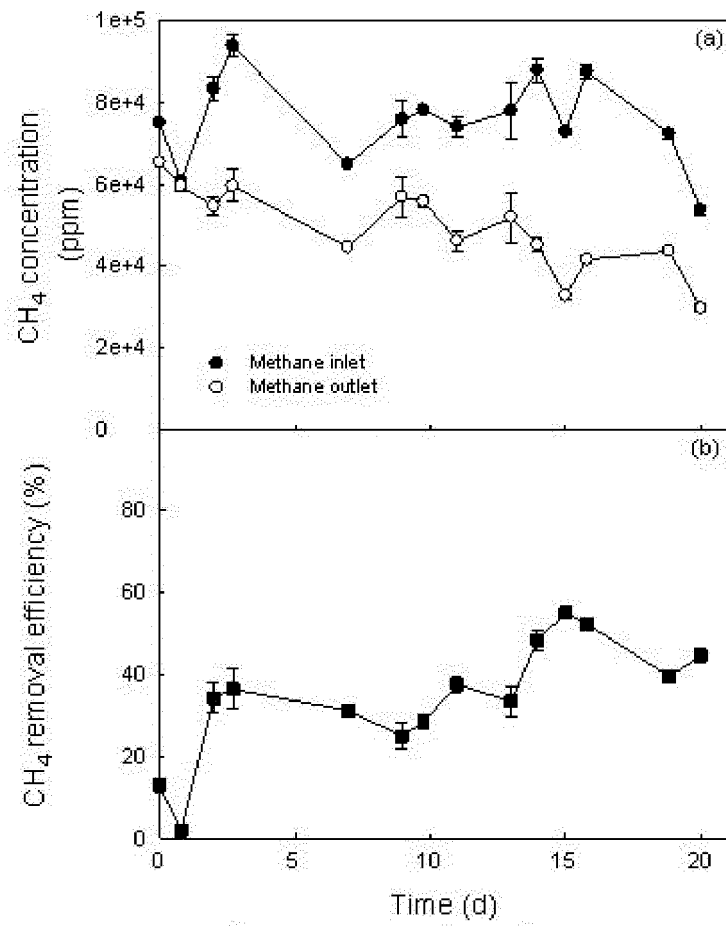 1e+5
(a)
8e+4
6e+4
4e+4
2e+4
0
CH₄ concentration
(ppm)
Methane inlet
Methane outlet
(b)
80
60
40
20
0
CH₄ removal efficiency (%)
0 5 10 15 20
Time (d)